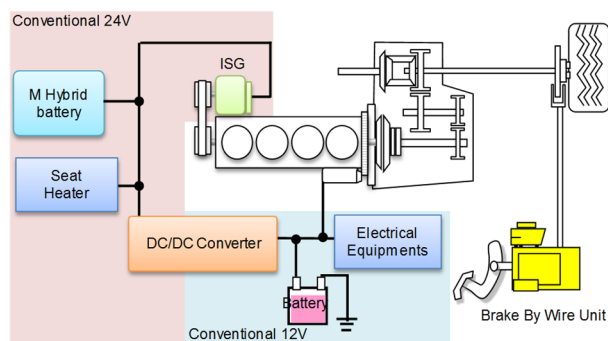 Conventional 24V
ISG
M Hybrid
battery
Seat
Heater
DC/DC Converter
Electrical
Equipments
Battery
Conventional 12V
Brake By Wire Unit